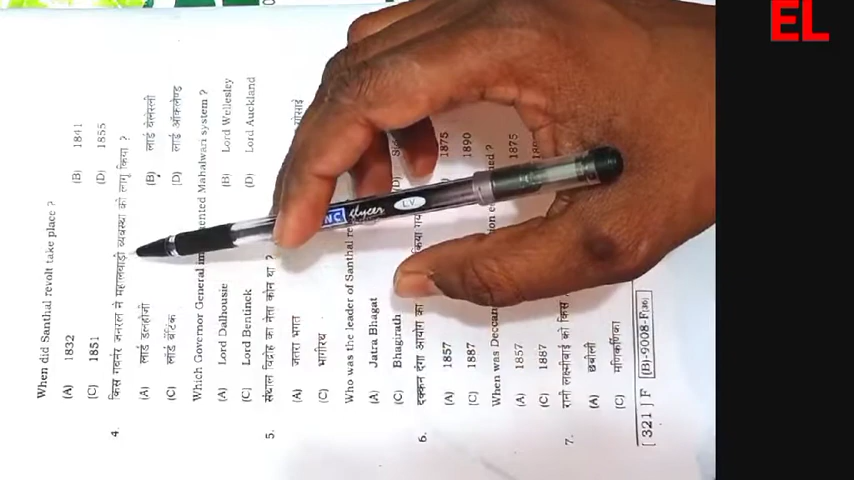 EL
When did Santhal revolt take place ?
(A) 1832 (B) 1841
(C) 1851 (D) 1855
4. किस गवर्नर जनरल ने महालवाड़ी व्यवस्था को लागू किया ?
(A) लार्ड डलहौजी (B) लार्ड वेलेस्ली
(C) लॉर्ड बेंटिंक (D) लार्ड ऑकलैण्ड
Which Governor General Mahalwari system ?
(A) Lord Dalhousie (B) Lord Wellesley
(C) Lord Bentinck (D) Lord Auckland
5. संथाल विद्रोह का नेता कौन था ?
(A) जतरा भगत
(C) भागीरथ
Who was the leader of Santhal
(A) Jatra Bhagat
(C) Bhagirath (D)
6. दक्कन दंगा आयोग का किया
(A) 1857 1875
(C) 1887 1890
When was Deccan
(A) 1857 1875
(C) 1887
7. रानी लक्ष्मीबाई को किस
(A) छबीली
(C) मणिकर्णिका
[ 321 ] F (B)-9008-F
NC
elycer
L.V.